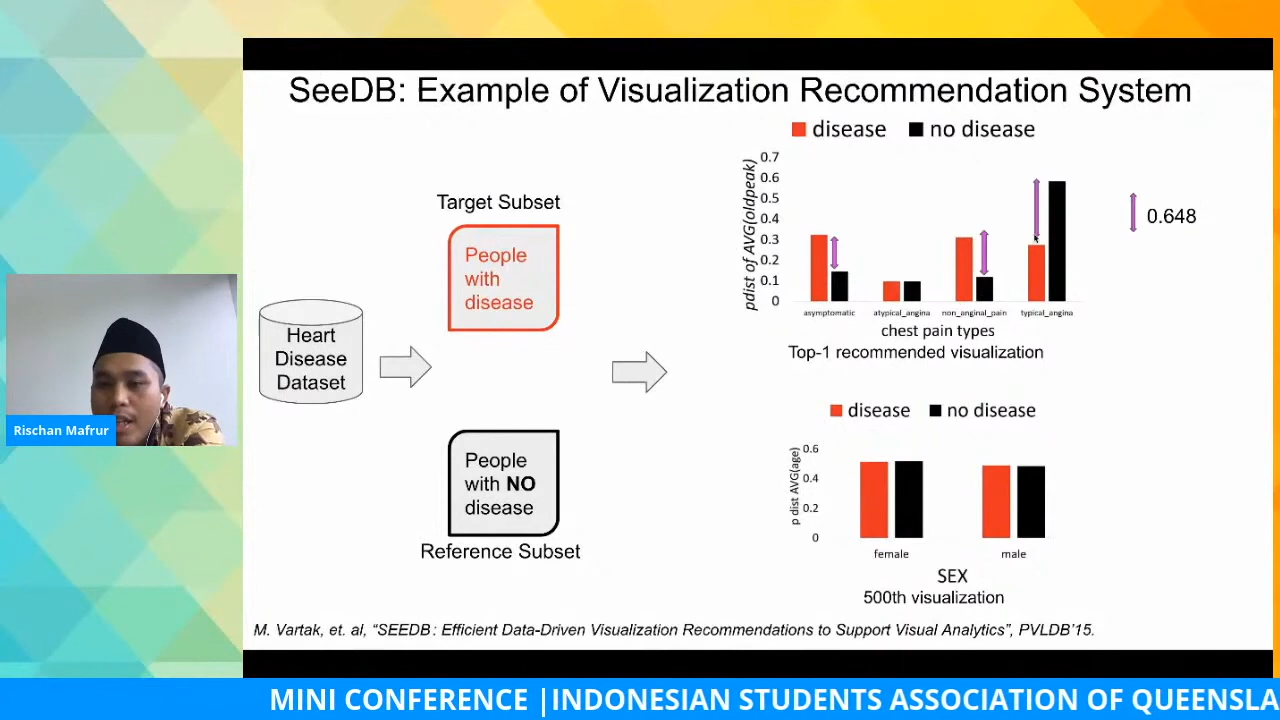 SeeDB: Example of Visualization Recommendation System
Target Subset
People
with
disease
Heart
Disease
Dataset
People
with NO
disease
Reference Subset
disease no disease
pdist of AVG(oldpeak)
0.7
0.6
0.5
0.4
0.3
0.2
0.1
0
asymptomatic atypical_angina non_anginal_pain typical_angina
chest pain types
Top-1 recommended visualization
0.648
disease no disease
p dist AVG(age)
0.6
0.4
0.2
0
female male
SEX
500th visualization
M. Vartak, et. al, “SEEDB: Efficient Data-Driven Visualization Recommendations to Support Visual Analytics”, PVLDB’15.
Rischan Mafrur
MINI CONFERENCE |INDONESIAN STUDENTS ASSOCIATION OF QUEENSLA